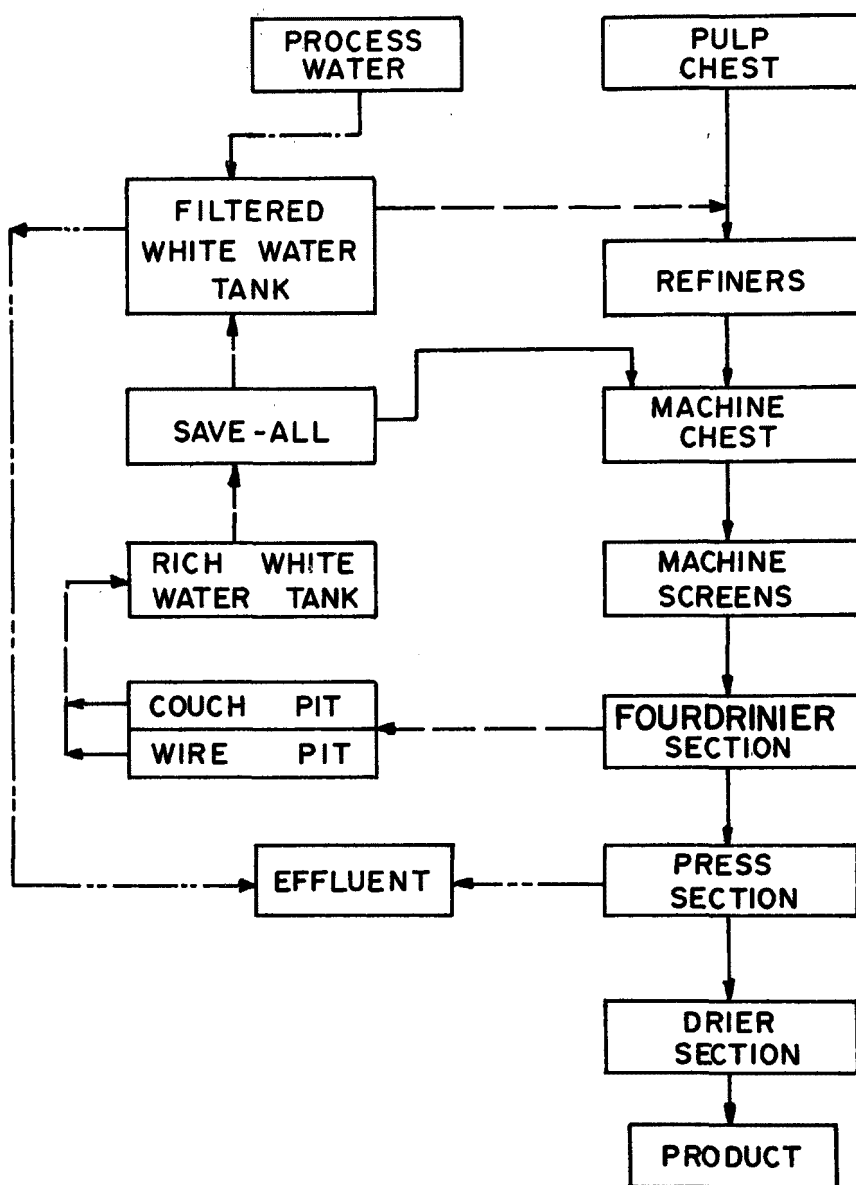 PROCESS
WATER
PULP
CHEST
FILTERED
WHITE WATER
TANK
REFINERS
SAVE-ALL
MACHINE
CHEST
RICH WHITE
WATER TANK
MACHINE
SCREENS
COUCH PIT
WIRE PIT
FOURDRINIER
SECTION
EFFLUENT
PRESS
SECTION
DRIER
SECTION
PRODUCT